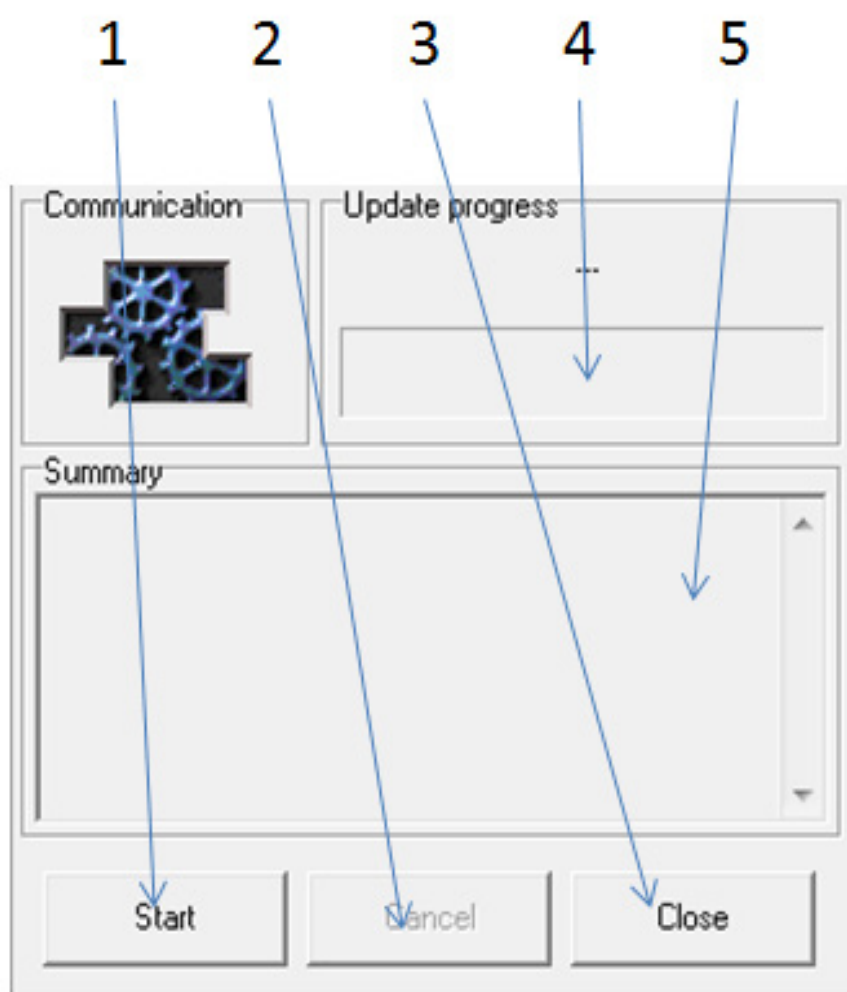 1 2 3 4 5
Communication
Update progress
---
Summary
Start
Cancel
Close